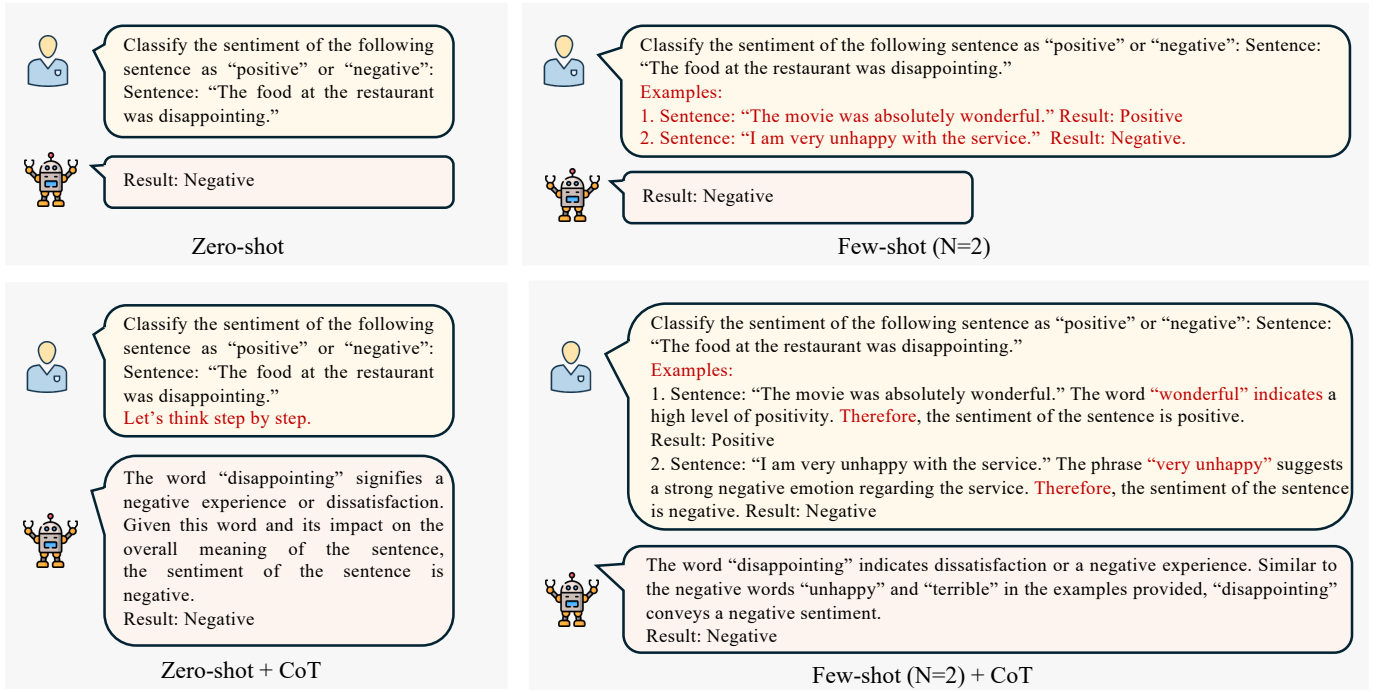 Classify the sentiment of the following
sentence as “positive” or “negative”:
Sentence: “The food at the restaurant
was disappointing.”
Result: Negative
Zero-shot
Classify the sentiment of the following sentence as “positive” or “negative”: Sentence:
“The food at the restaurant was disappointing.”
Examples:
1. Sentence: “The movie was absolutely wonderful.” Result: Positive
2. Sentence: “I am very unhappy with the service.” Result: Negative.
Result: Negative
Few-shot (N=2)
Classify the sentiment of the following
sentence as “positive” or “negative”:
Sentence: “The food at the restaurant
was disappointing.”
Let’s think step by step.
The word “disappointing” signifies a
negative experience or dissatisfaction.
Given this word and its impact on the
overall meaning of the sentence,
the sentiment of the sentence is
negative.
Result: Negative
Zero-shot + CoT
Classify the sentiment of the following sentence as “positive” or “negative”: Sentence:
“The food at the restaurant was disappointing.”
Examples:
1. Sentence: “The movie was absolutely wonderful.” The word “wonderful” indicates a
high level of positivity. Therefore, the sentiment of the sentence is positive.
Result: Positive
2. Sentence: “I am very unhappy with the service.” The phrase “very unhappy” suggests
a strong negative emotion regarding the service. Therefore, the sentiment of the sentence
is negative. Result: Negative
The word “disappointing” indicates dissatisfaction or a negative experience. Similar to
the negative words “unhappy” and “terrible” in the examples provided, “disappointing”
conveys a negative sentiment.
Result: Negative
Few-shot (N=2) + CoT